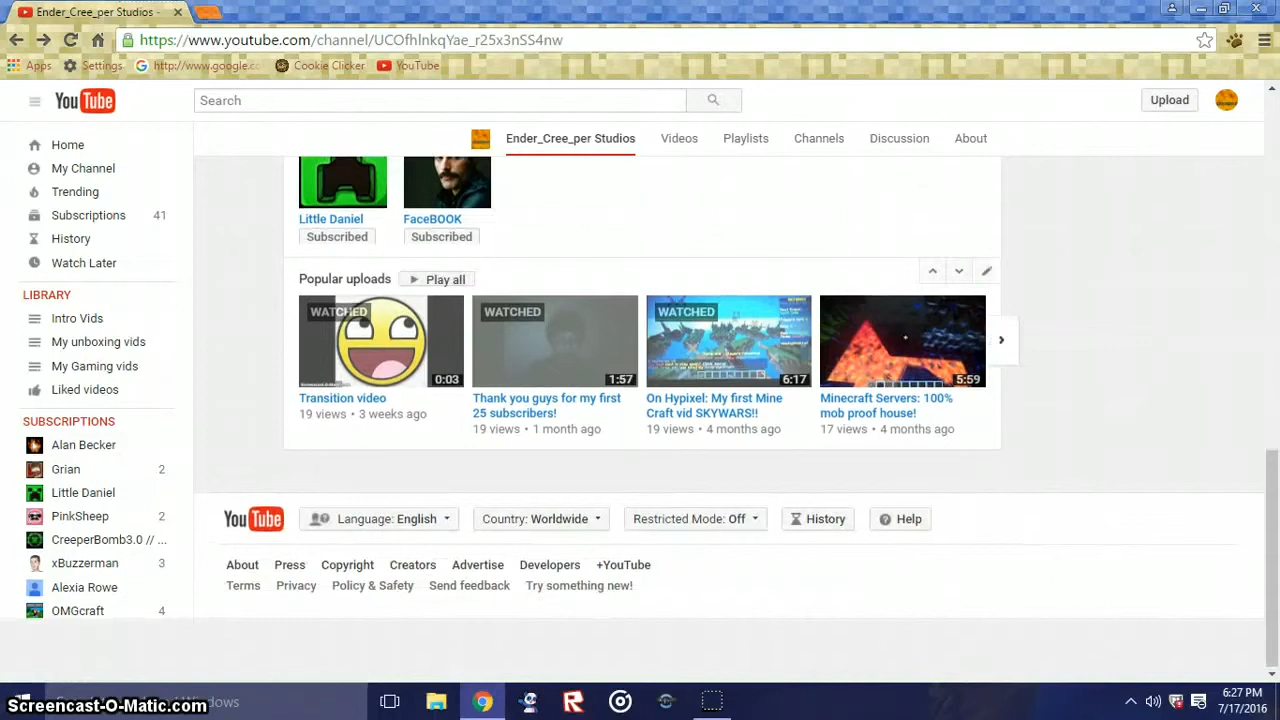 Ender_Cree_per Studios -
https://www.youtube.com/channel/UCOfhlnkqYae_r25x3nSS4nw
Apps Settings http://www.google.co Cookie Clicker YouTube
YouTube Search Upload
Ender_Cree_per Studios Videos Playlists Channels Discussion About
Home
My Channel
Trending
Subscriptions 41
History
Watch Later
LIBRARY
Intro Vids
My unboxing vids
My Gaming vids
Liked videos
SUBSCRIPTIONS
Alan Becker
Grian 2
Little Daniel
PinkSheep 2
CreeperBomb3.0 // ...
xBuzzerman 3
Alexia Rowe
OMGcraft 4
Little Daniel FaceBOOK
Subscribed Subscribed
Popular uploads Play all
WATCHED WATCHED WATCHED
0:03 1:57 6:17 5:59
Transition video
19 views • 3 weeks ago
Thank you guys for my first
25 subscribers!
19 views • 1 month ago
On Hypixel: My first Mine
Craft vid SKYWARS!!
19 views • 4 months ago
Minecraft Servers: 100%
mob proof house!
17 views • 4 months ago
YouTube Language: English Country: Worldwide Restricted Mode: Off History Help
About Press Copyright Creators Advertise Developers +YouTube
Terms Privacy Policy & Safety Send feedback Try something new!
Screencast-O-Matic.com
Windows
6:27 PM
7/17/2016